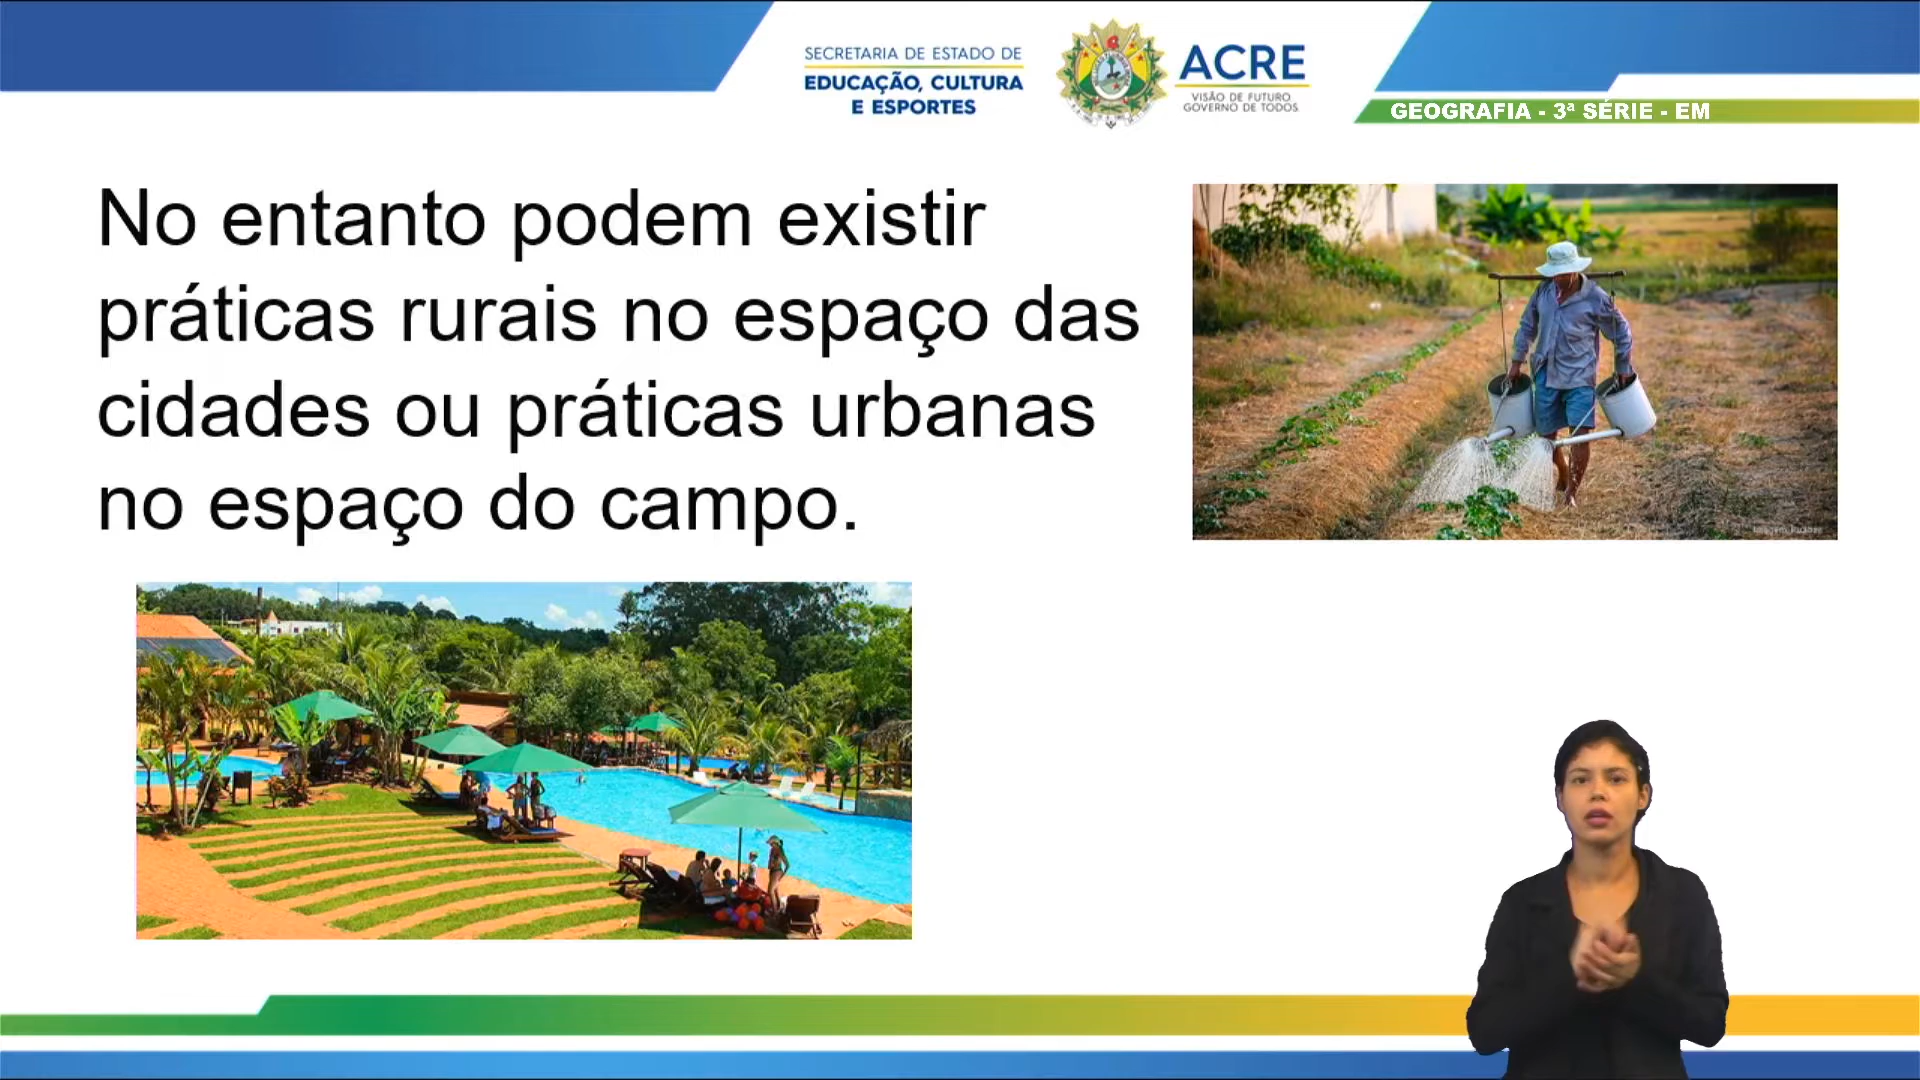 SECRETARIA DE ESTADO DE
EDUCAÇÃO, CULTURA
E ESPORTES
ACRE
VISÃO DE FUTURO
GOVERNO DE TODOS
GEOGRAFIA - 3ª SÉRIE - EM
No entanto podem existir
práticas rurais no espaço das
cidades ou práticas urbanas
no espaço do campo.